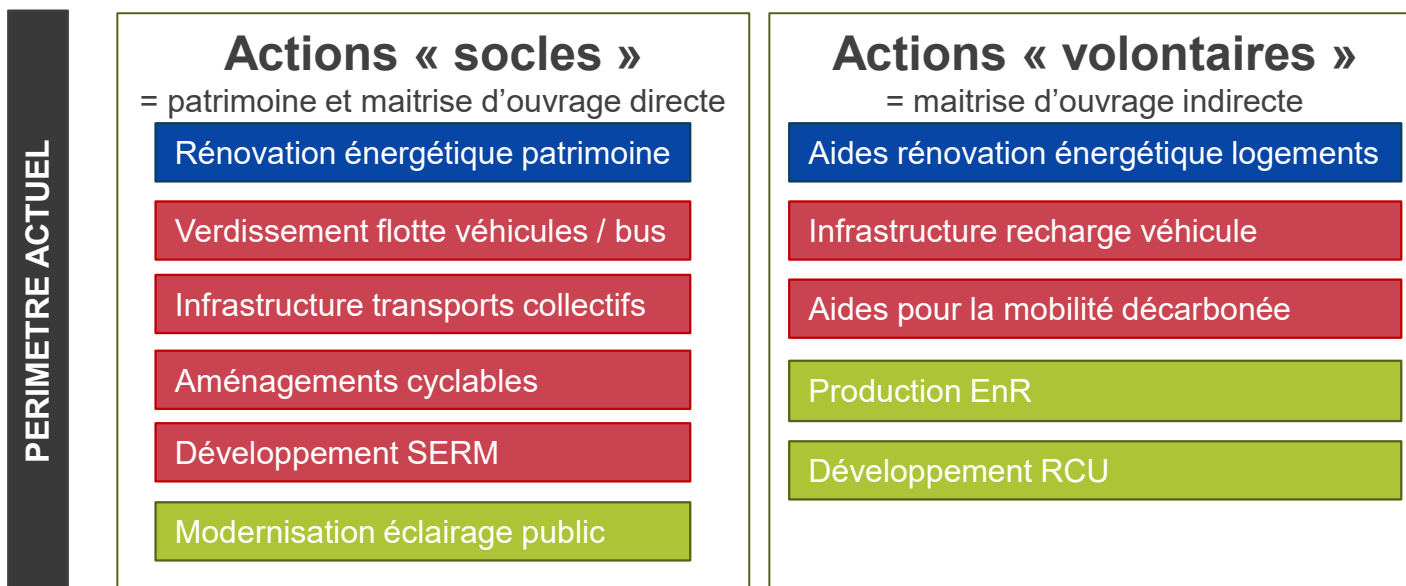 PERIMETRE ACTUEL
Actions « socles »
= patrimoine et maitrise d'ouvrage directe
Rénovation énergétique patrimoine
Verdissement flotte véhicules / bus
Infrastructure transports collectifs
Aménagements cyclables
Développement SERM
Modernisation éclairage public
Actions « volontaires »
= maitrise d'ouvrage indirecte
Aides rénovation énergétique logements
Infrastructure recharge véhicule
Aides pour la mobilité décarbonée
Production EnR
Développement RCU